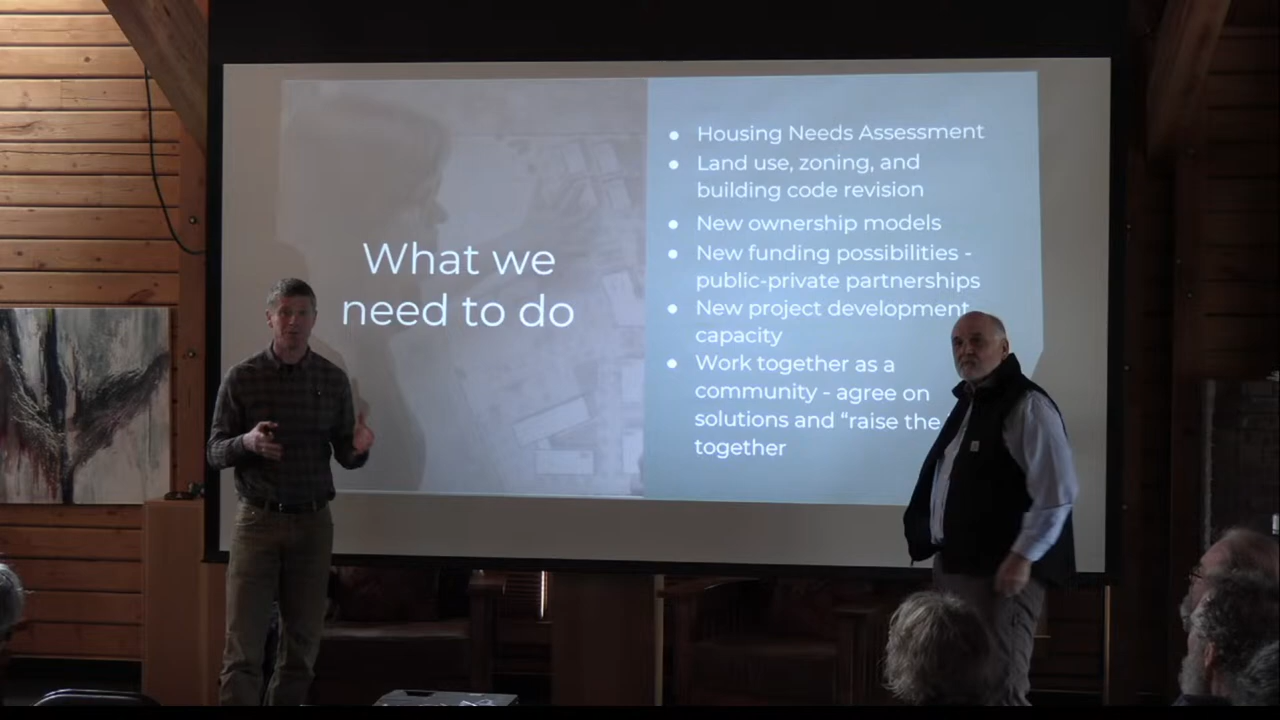 What we
need to do
• Housing Needs Assessment
• Land use, zoning, and
building code revision
• New ownership models
• New funding possibilities -
public-private partnerships
• New project development
capacity
• Work together as a
community - agree on
solutions and “raise the
together